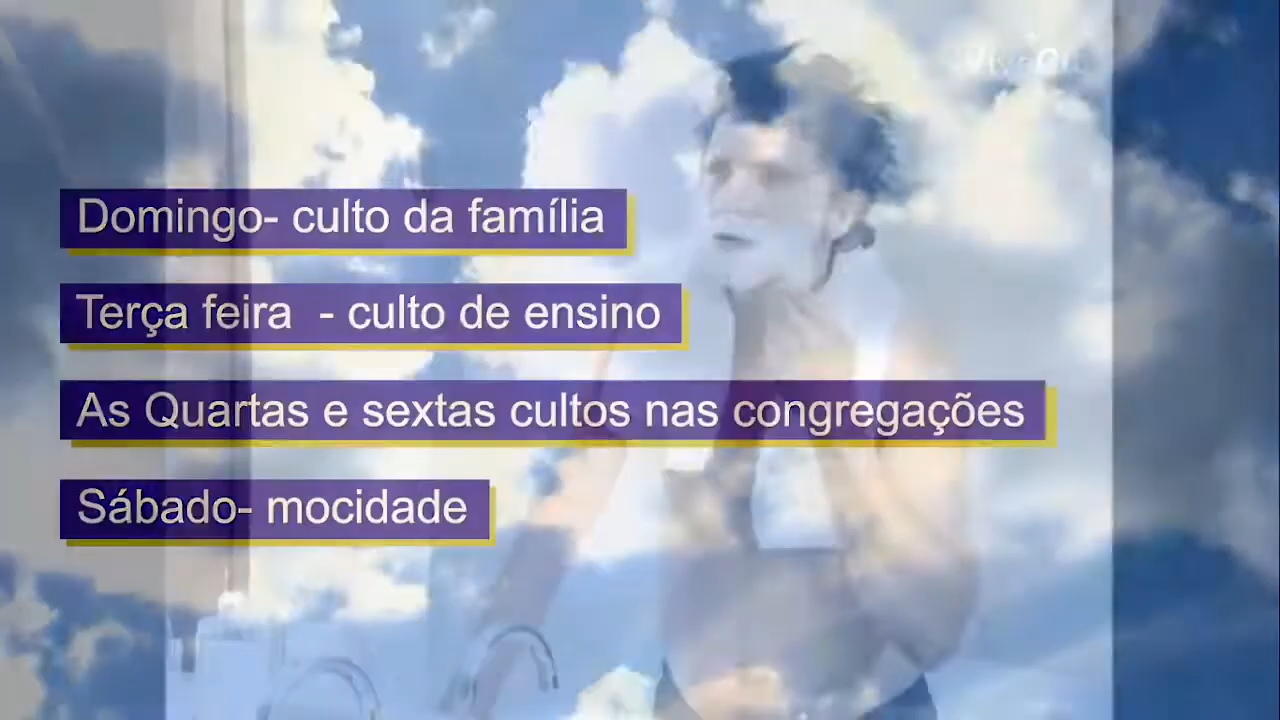 Domingo- culto da família
Terça feira  - culto de ensino
As Quartas e sextas cultos nas congregações
Sábado- mocidade